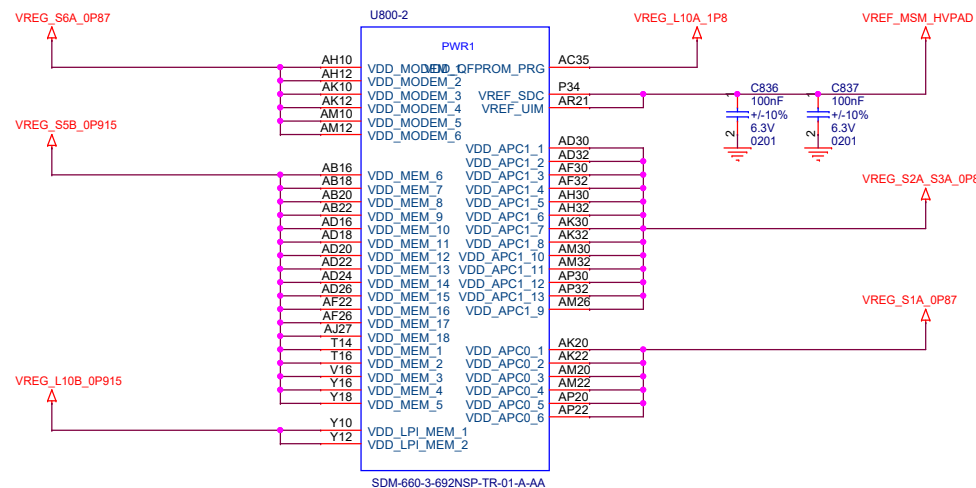 VREG_S6A_0P87
U800-2
VREG_L10A_1P8
VREF_MSM_HVPAD
PWR1
AH10 VDD_MODEM_1 VDD_QFPROM_PRG AC35
AH12 VDD_MODEM_2
AK10 VDD_MODEM_3 VREF_SDC P34
AK12 VDD_MODEM_4 VREF_UIM AR21
AM10 VDD_MODEM_5
AM12 VDD_MODEM_6
1 C836
100nF
+/-10%
2 6.3V
0201
1 C837
100nF
+/-10%
2 6.3V
0201
VREG_S5B_0P915
VDD_APC1_1 AD30
VDD_APC1_2 AD32
AB16 VDD_MEM_6 VDD_APC1_3 AF30
AB18 VDD_MEM_7 VDD_APC1_4 AF32
AB20 VDD_MEM_8 VDD_APC1_5 AH30
AB22 VDD_MEM_9 VDD_APC1_6 AH32
AD16 VDD_MEM_10 VDD_APC1_7 AK30
AD18 VDD_MEM_11 VDD_APC1_8 AK32
AD20 VDD_MEM_12 VDD_APC1_10 AM30
AD22 VDD_MEM_13 VDD_APC1_11 AM32
AD24 VDD_MEM_14 VDD_APC1_12 AP30
AD26 VDD_MEM_15 VDD_APC1_13 AP32
AF22 VDD_MEM_16 VDD_APC1_9 AM26
VREG_S2A_S3A_0P8
AF26 VDD_MEM_17
AJ27 VDD_MEM_18
VREG_S1A_0P87
T14 VDD_MEM_1 VDD_APC0_1 AK20
T16 VDD_MEM_2 VDD_APC0_2 AK22
V16 VDD_MEM_3 VDD_APC0_3 AM20
Y16 VDD_MEM_4 VDD_APC0_4 AM22
Y18 VDD_MEM_5 VDD_APC0_5 AP20
VDD_APC0_6 AP22
VREG_L10B_0P915
Y10 VDD_LPI_MEM_1
Y12 VDD_LPI_MEM_2
SDM-660-3-692NSP-TR-01-A-AA